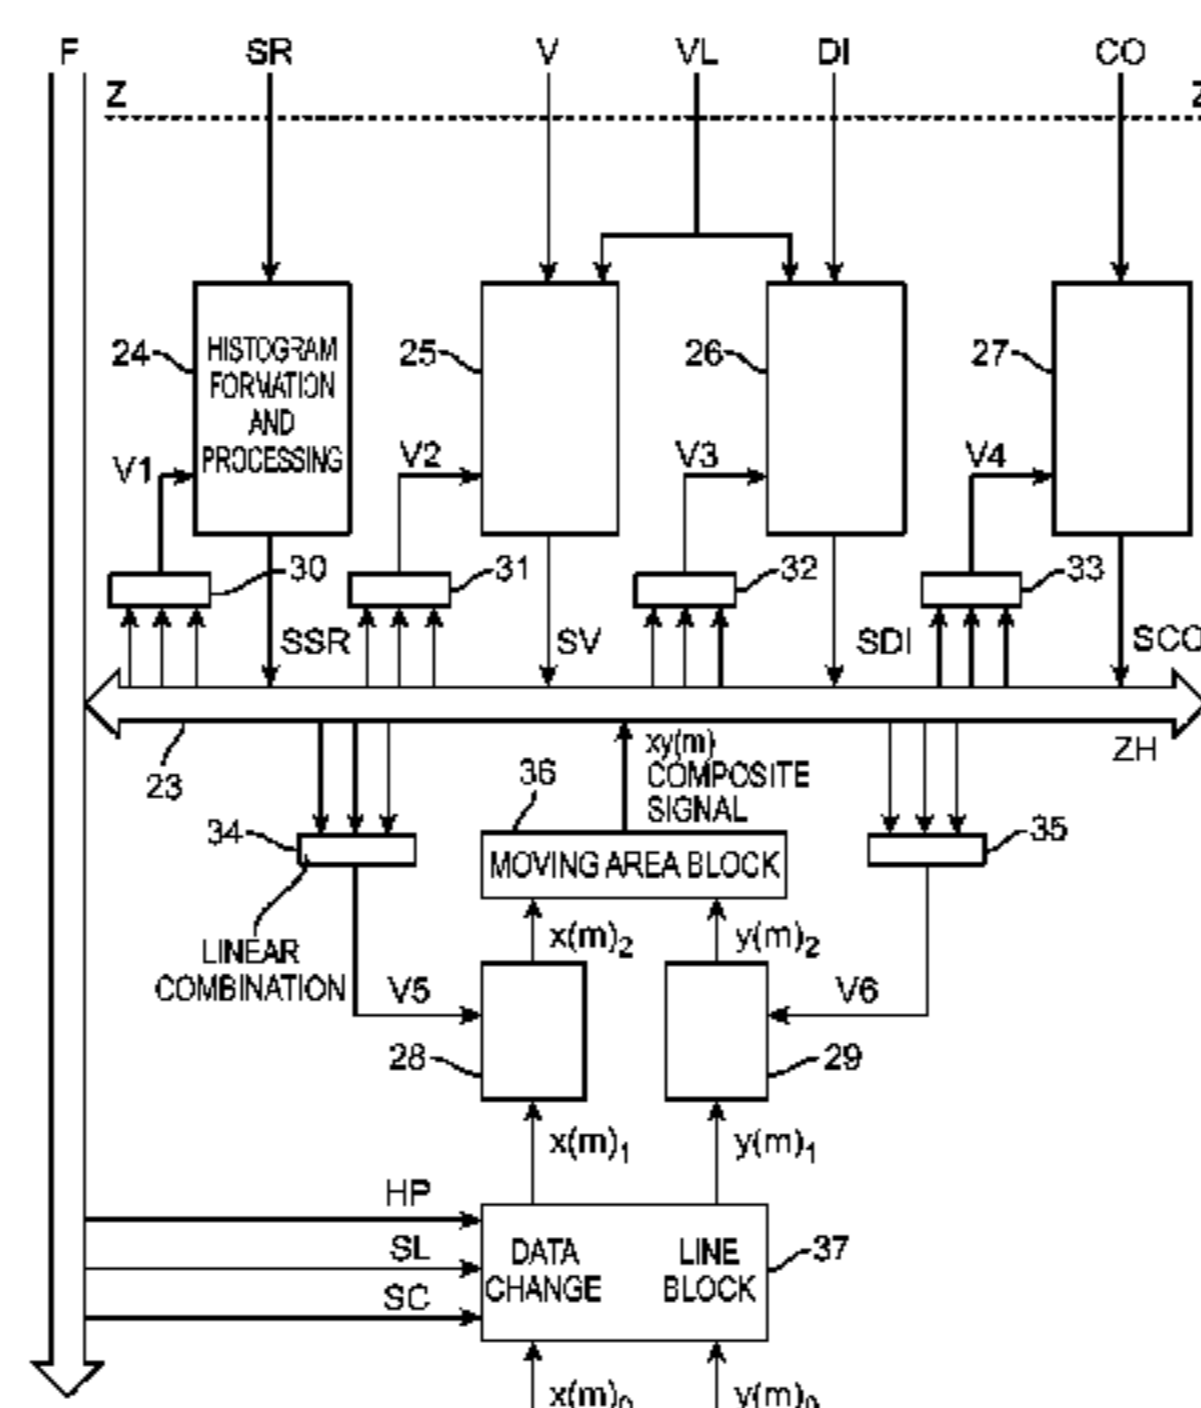 F SR V VL DI CO
Z Z
24 HISTOGRAM FORMATION AND PROCESSING 25 26 27
V1 V2 V3 V4
30 31 32 33
SSR SV SDI SCO
23 ZH
xy(m)
COMPOSITE
SIGNAL
36
34 35
MOVING AREA BLOCK
LINEAR
COMBINATION
x(m)2 y(m)2
V5 V6
28 29
x(m)1 y(m)1
HP
SL
SC
DATA
CHANGE
LINE
BLOCK
37
x(m)0 y(m)0